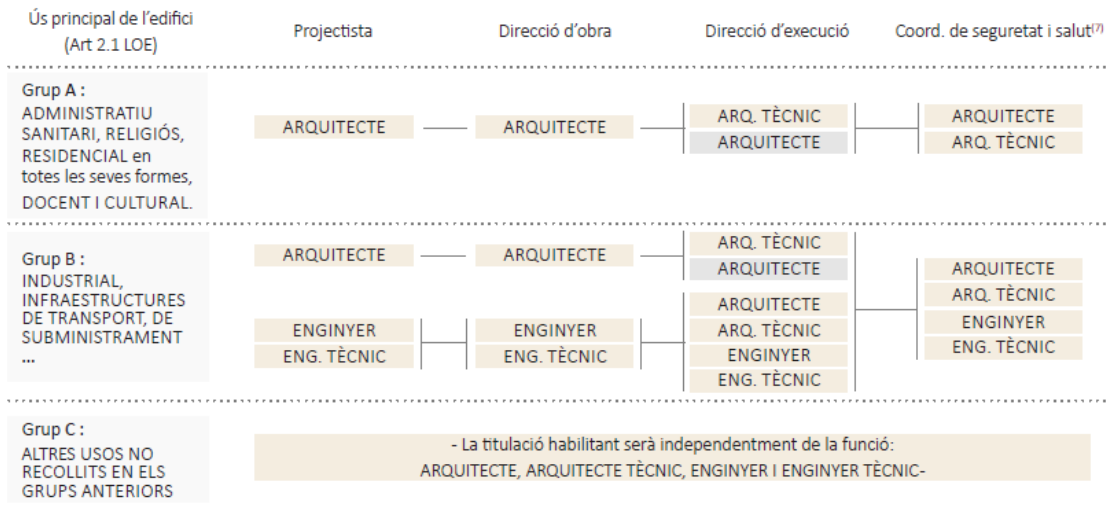 Ús principal de l'edifici
(Art 2.1 LOE)
Projectista
Direcció d'obra
Direcció d'execució
Coord. de seguretat i salut(7)
Grup A :
ADMINISTRATIU
SANITARI, RELIGIÓS,
RESIDENCIAL en
totes les seves formes,
DOCENT I CULTURAL.
ARQUITECTE
ARQUITECTE
ARQ. TÈCNIC
ARQUITECTE
ARQUITECTE
ARQ. TÈCNIC
Grup B :
INDUSTRIAL,
INFRAESTRUCTURES
DE TRANSPORT, DE
SUBMINISTRAMENT
...
ARQUITECTE
ARQUITECTE
ARQ. TÈCNIC
ARQUITECTE
ENGINYER
ENG. TÈCNIC
ENGINYER
ENG. TÈCNIC
ARQUITECTE
ARQ. TÈCNIC
ENGINYER
ENG. TÈCNIC
ARQUITECTE
ARQ. TÈCNIC
ENGINYER
ENG. TÈCNIC
Grup C :
ALTRES USOS NO
RECOLLITS EN ELS
GRUPS ANTERIORS
- La titulació habilitant serà independentment de la funció:
ARQUITECTE, ARQUITECTE TÈCNIC, ENGINYER I ENGINYER TÈCNIC-